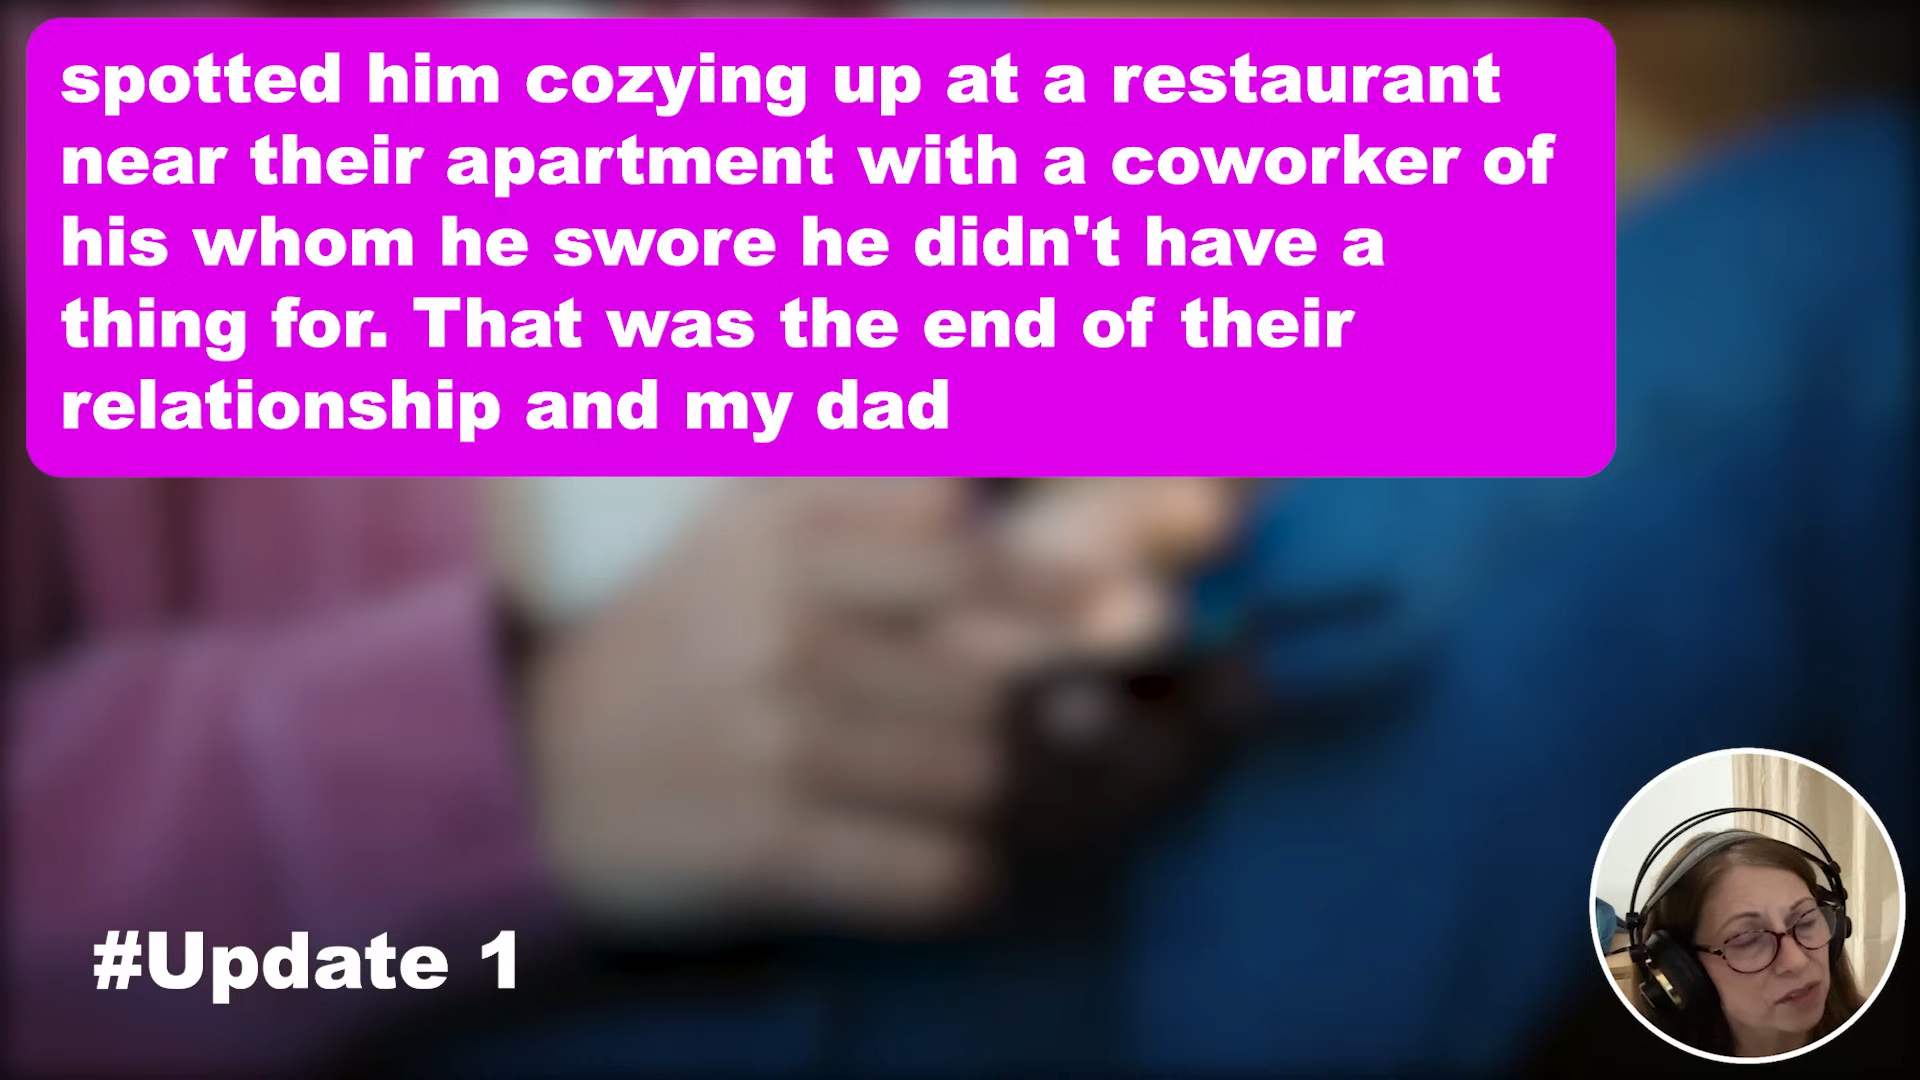 spotted him cozying up at a restaurant
near their apartment with a coworker of
his whom he swore he didn't have a
thing for. That was the end of their
relationship and my dad
#Update 1